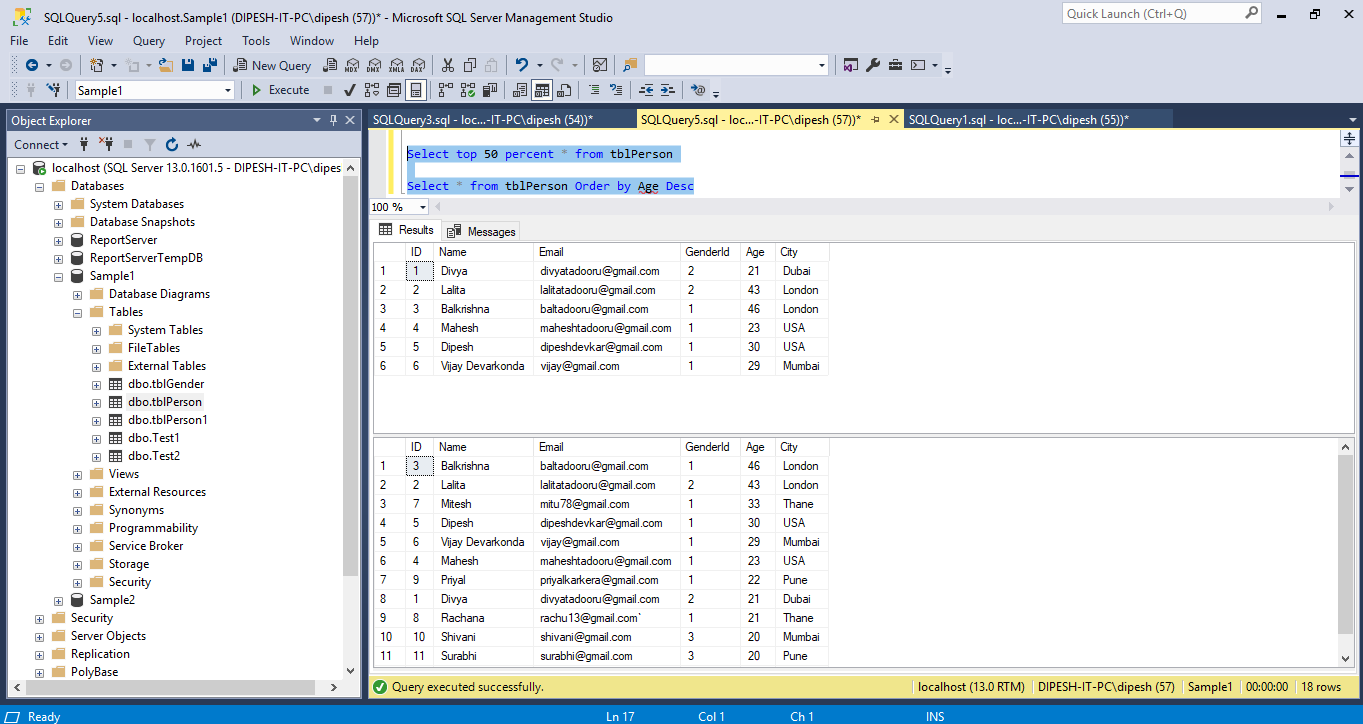 SQLQuery5.sql - localhost.Sample1 (DIPESH-IT-PC\dipesh (57))* - Microsoft SQL Server Management Studio
Quick Launch (Ctrl+Q)
File Edit View Query Project Tools Window Help
New Query MDX DMX XMLA DAX
Sample1 Execute
Object Explorer
Connect
localhost (SQL Server 13.0.1601.5 - DIPESH-IT-PC\dipes
Databases
System Databases
Database Snapshots
ReportServer
ReportServerTempDB
Sample1
Database Diagrams
Tables
System Tables
FileTables
External Tables
dbo.tblGender
dbo.tblPerson
dbo.tblPerson1
dbo.Test1
dbo.Test2
Views
External Resources
Synonyms
Programmability
Service Broker
Storage
Security
Sample2
Security
Server Objects
Replication
PolyBase
SQLQuery3.sql - loc...-IT-PC\dipesh (54))* SQLQuery5.sql - loc...-IT-PC\dipesh (57))* SQLQuery1.sql - loc...-IT-PC\dipesh (55))*
Select top 50 percent * from tblPerson
Select * from tblPerson Order by Age Desc
100 %
Results Messages
ID Name Email GenderId Age City
1 1 Divya divyatadooru@gmail.com 2 21 Dubai
2 2 Lalita lalitatadooru@gmail.com 2 43 London
3 3 Balkrishna baltadooru@gmail.com 1 46 London
4 4 Mahesh maheshtadooru@gmail.com 1 23 USA
5 5 Dipesh dipeshdevkar@gmail.com 1 30 USA
6 6 Vijay Devarkonda vijay@gmail.com 1 29 Mumbai
ID Name Email GenderId Age City
1 3 Balkrishna baltadooru@gmail.com 1 46 London
2 2 Lalita lalitatadooru@gmail.com 2 43 London
3 7 Mitesh mitu78@gmail.com 1 33 Thane
4 5 Dipesh dipeshdevkar@gmail.com 1 30 USA
5 6 Vijay Devarkonda vijay@gmail.com 1 29 Mumbai
6 4 Mahesh maheshtadooru@gmail.com 1 23 USA
7 9 Priyal priyalkarkera@gmail.com 1 22 Pune
8 1 Divya divyatadooru@gmail.com 2 21 Dubai
9 8 Rachana rachu13@gmail.com` 1 21 Thane
10 10 Shivani shivani@gmail.com 3 20 Mumbai
11 11 Surabhi surabhi@gmail.com 3 20 Pune
Query executed successfully. localhost (13.0 RTM) DIPESH-IT-PC\dipesh (57) Sample1 00:00:00 18 rows
Ready Ln 17 Col 1 Ch 1 INS